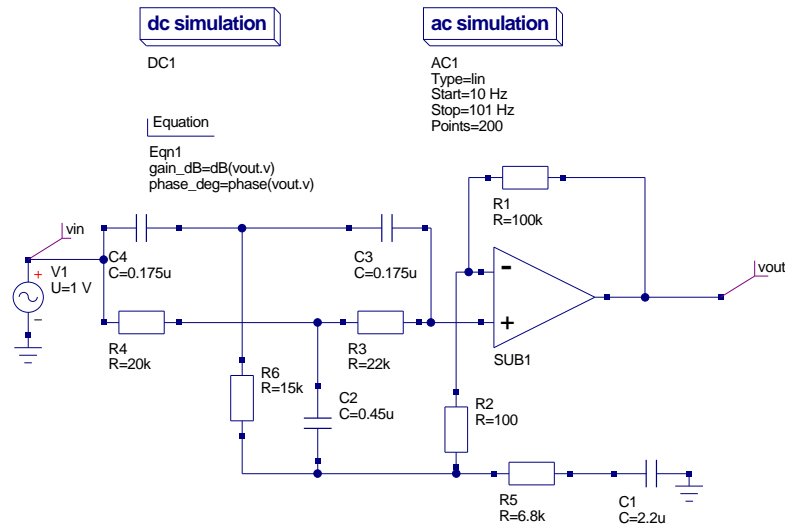 dc simulation
DC1
ac simulation
AC1
Type=lin
Start=10 Hz
Stop=101 Hz
Points=200
Equation
Eqn1
gain_dB=dB(vout.v)
phase_deg=phase(vout.v)
R1
R=100k
vin
V1
U=1 V
+
C4
C=0.175u
C3
C=0.175u
vout
-
+
SUB1
R4
R=20k
R3
R=22k
R6
R=15k
C2
C=0.45u
R2
R=100
R5
R=6.8k
C1
C=2.2u